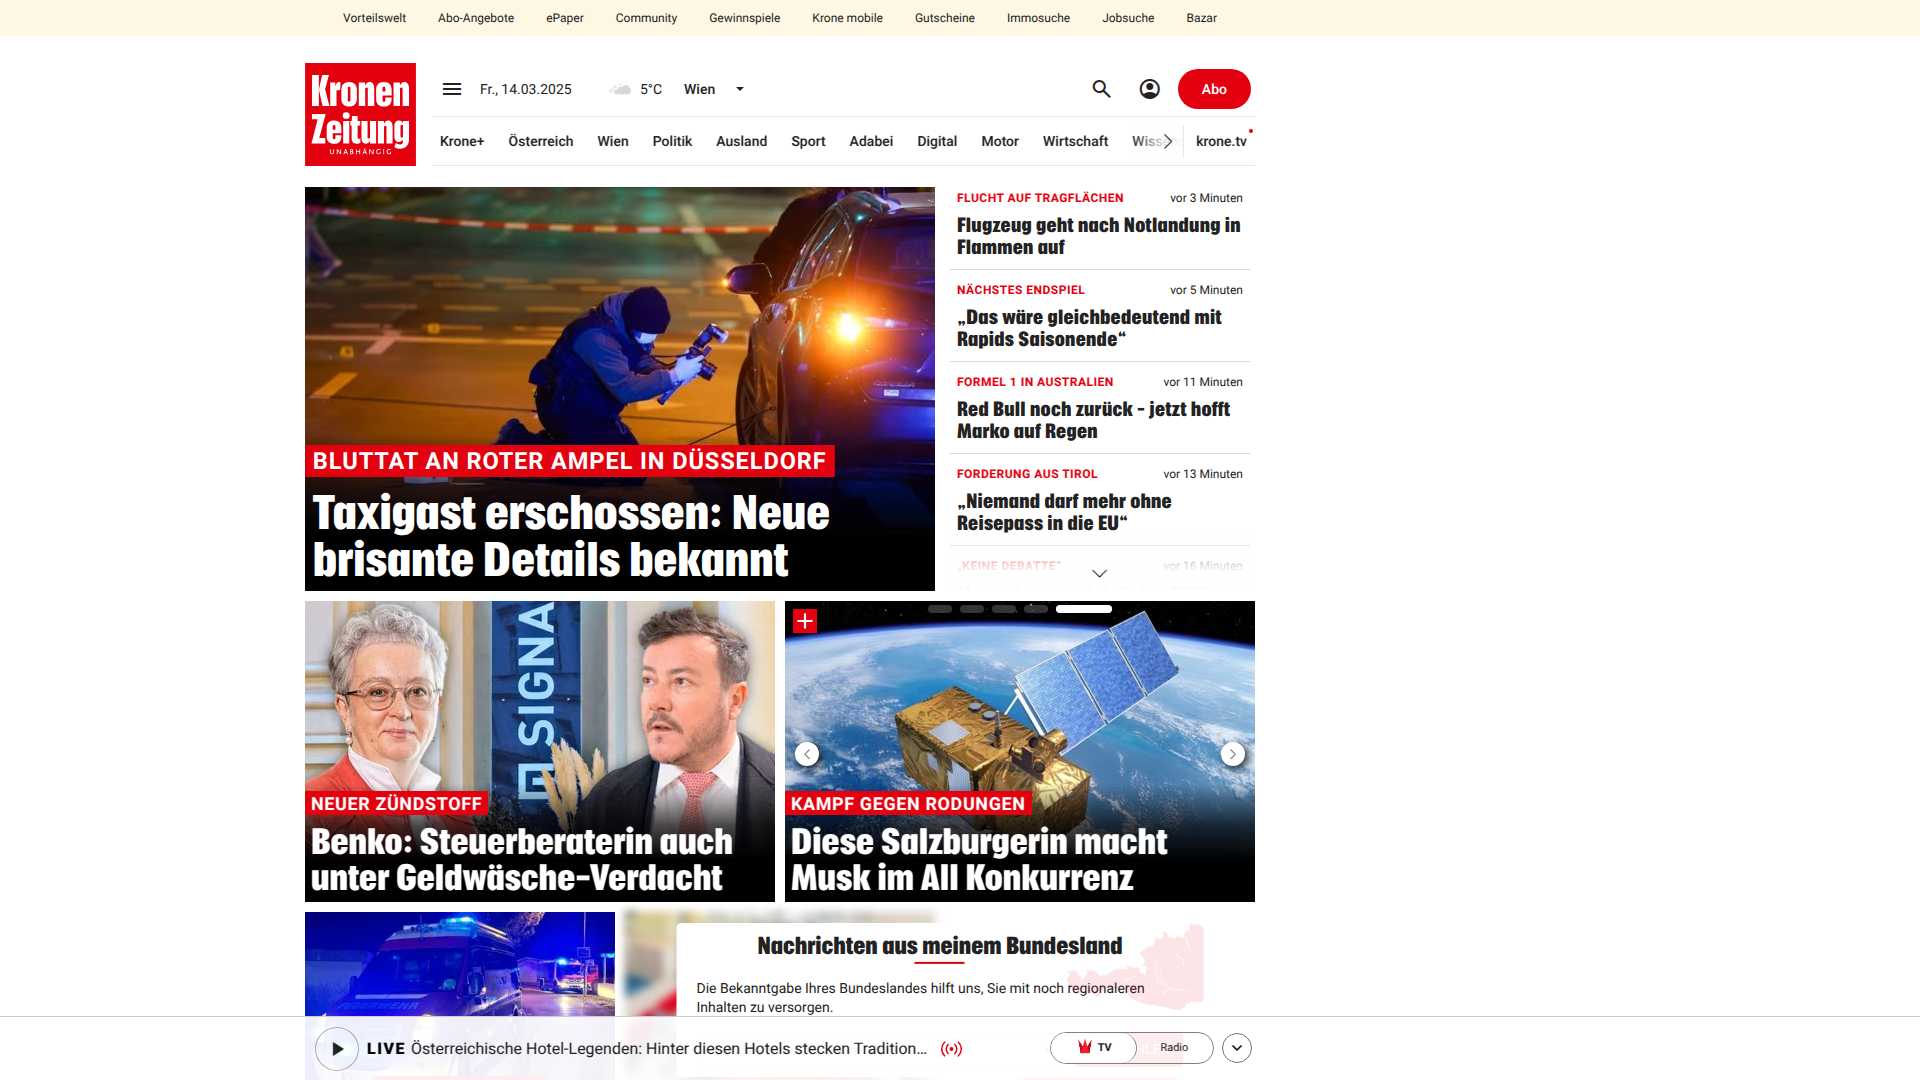 Vorteilswelt Abo-Angebote ePaper Community Gewinnspiele Krone mobile Gutscheine Immosuche Jobsuche Bazar
Kronen
Zeitung
UNABHÄNGIG
Fr., 14.03.2025 5°C Wien
Abo
Krone+ Österreich Wien Politik Ausland Sport Adabei Digital Motor Wirtschaft krone.tv
BLUTTAT AN ROTER AMPEL IN DÜSSELDORF
Taxigast erschossen: Neue
brisante Details bekannt
FLUCHT AUF TRAGFLÄCHEN vor 3 Minuten
Flugzeug geht nach Notlandung in
Flammen auf
NÄCHSTES ENDSPIEL vor 5 Minuten
„Das wäre gleichbedeutend mit
Rapids Saisonende“
FORMEL 1 IN AUSTRALIEN vor 11 Minuten
Red Bull noch zurück - jetzt hofft
Marko auf Regen
FORDERUNG AUS TIROL vor 13 Minuten
„Niemand darf mehr ohne
Reisepass in die EU“
„KEINE DEBATTE“ vor 16 Minuten
SIGNA
NEUER ZÜNDSTOFF
Benko: Steuerberaterin auch
unter Geldwäsche-Verdacht
KAMPF GEGEN RODUNGEN
Diese Salzburgerin macht
Musk im All Konkurrenz
FEUERWEHR
Nachrichten aus meinem Bundesland
Die Bekanntgabe Ihres Bundeslandes hilft uns, Sie mit noch regionaleren
Inhalten zu versorgen.
LIVE Österreichische Hotel-Legenden: Hinter diesen Hotels stecken Tradition...
TV Radio